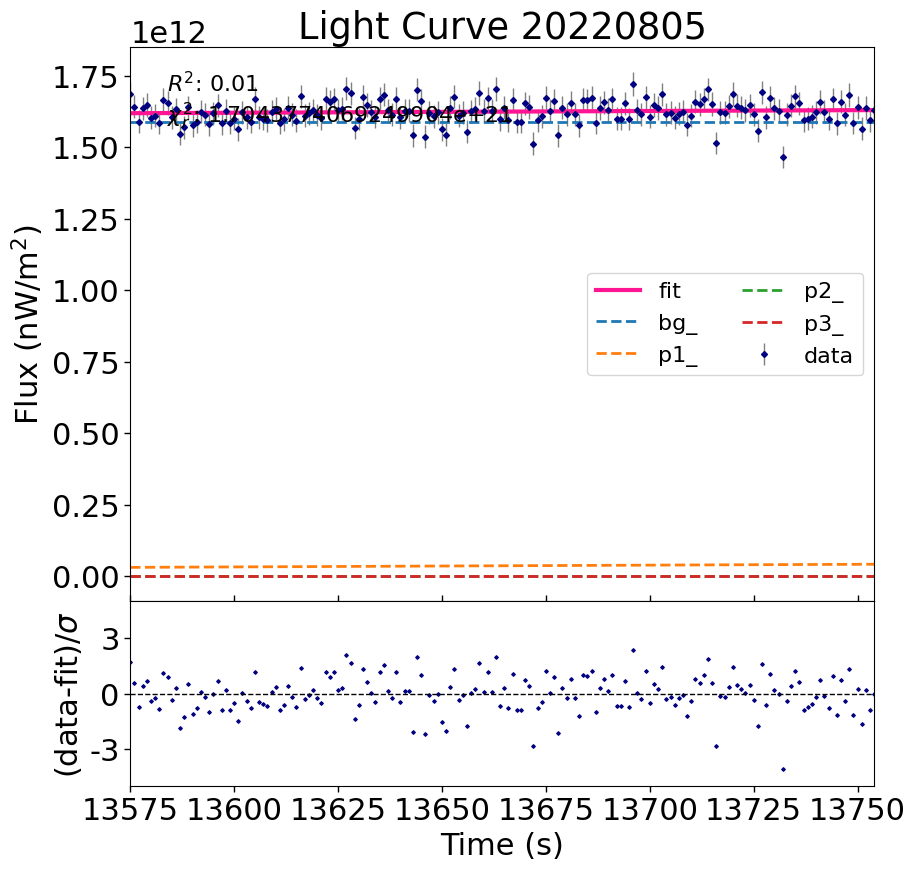 Light Curve 20220805
1e12
R²: 0.01
1.75
1.50
1.25
1.00
0.75
0.50
0.25
0.00
Flux (nW/m²)
fit
bg_
p1_
p2_
p3_
data
3
0
-3
(data-fit)/σ
13575 13600 13625 13650 13675 13700 13725 13750
Time (s)